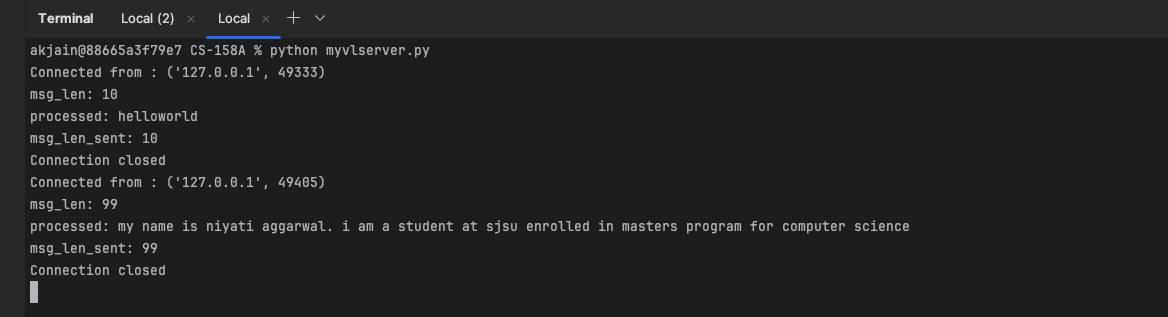 Terminal Local (2) × Local × + ⌄
akjain@88665a3f79e7 CS-158A % python myvlserver.py
Connected from : ('127.0.0.1', 49333)
msg_len: 10
processed: helloworld
msg_len_sent: 10
Connection closed
Connected from : ('127.0.0.1', 49405)
msg_len: 99
processed: my name is niyati aggarwal. i am a student at sjsu enrolled in masters program for computer science
msg_len_sent: 99
Connection closed